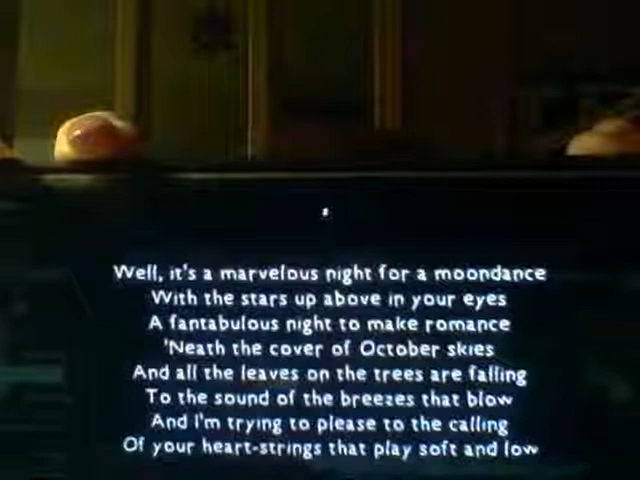 Well, it's a marvelous night for a moondance
With the stars up above in your eyes
A fantabulous night to make romance
'Neath the cover of October skies
And all the leaves on the trees are falling
To the sound of the breezes that blow
And I'm trying to please to the calling
Of your heart-strings that play soft and low